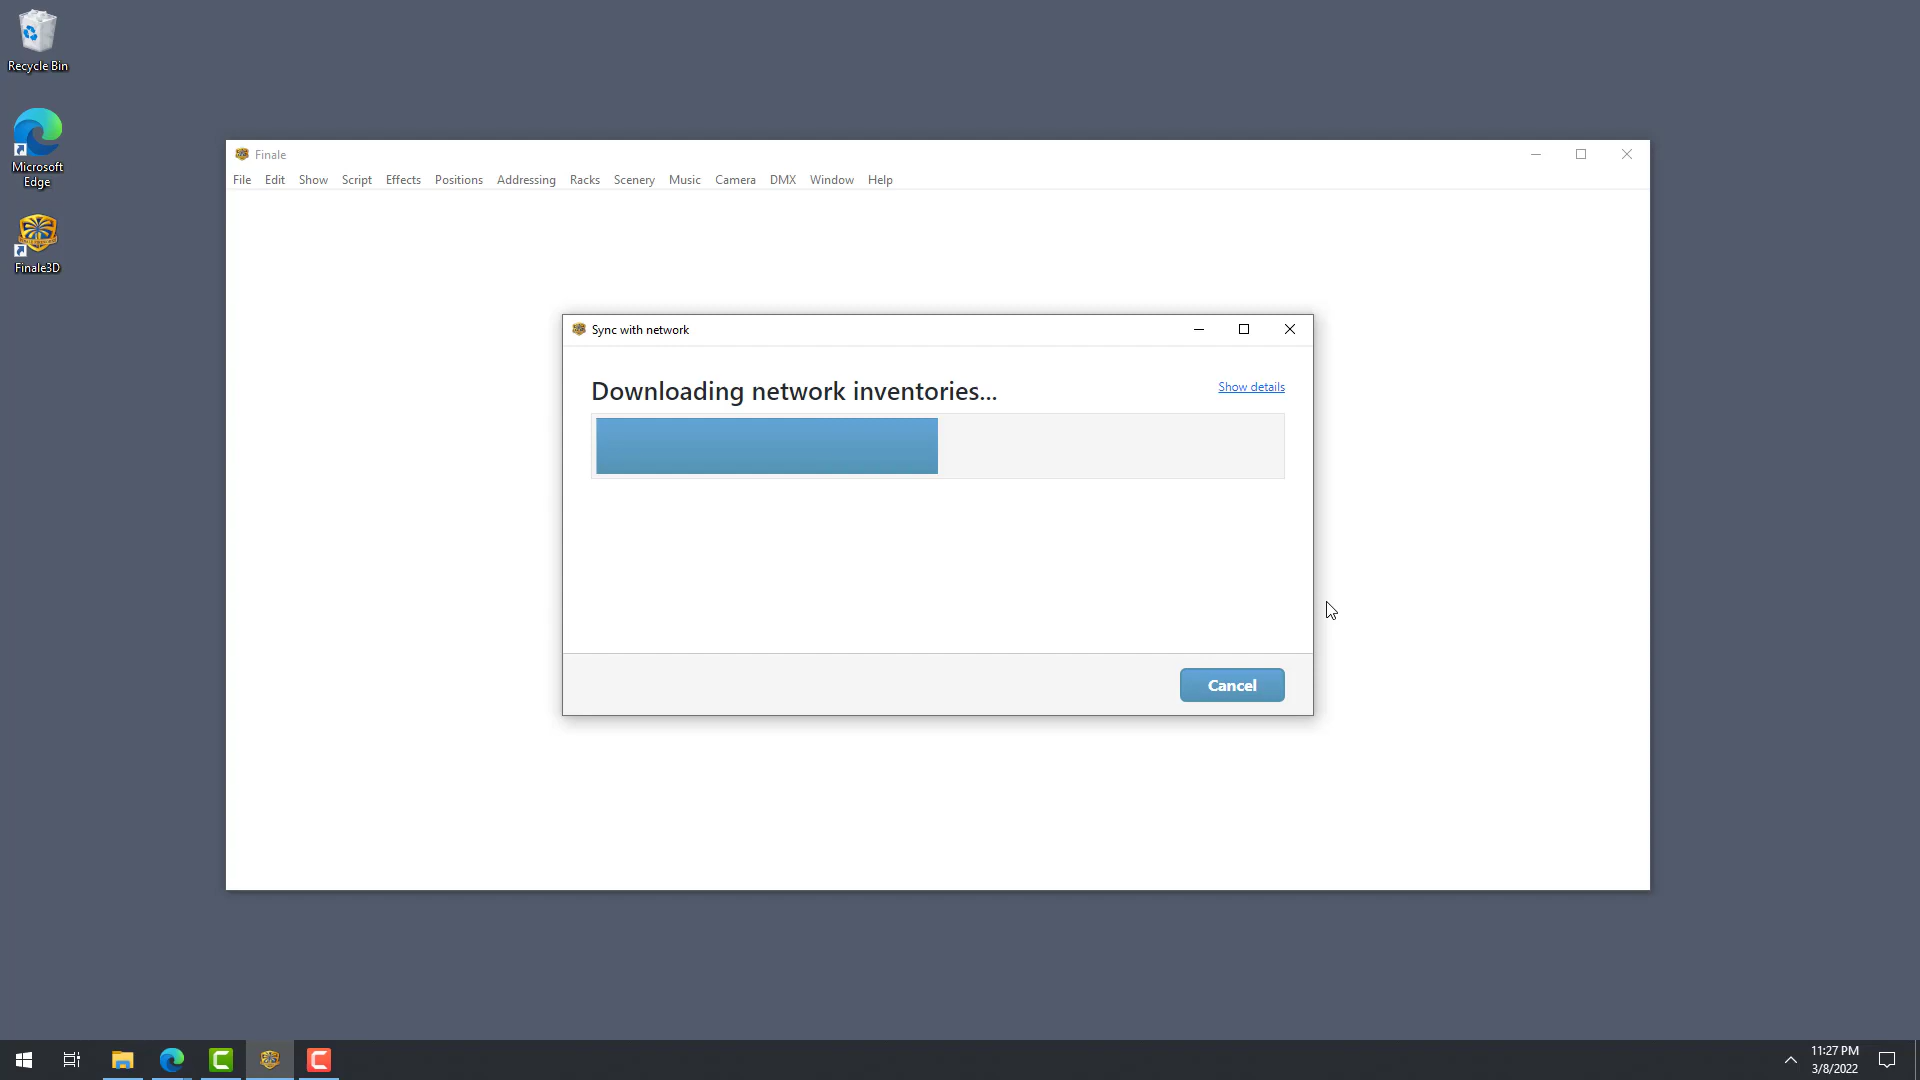 Recycle Bin
Microsoft
Edge
Finale3D
Finale
File Edit Show Script Effects Positions Addressing Racks Scenery Music Camera DMX Window Help
Sync with network
Downloading network inventories...
Show details
Cancel
11:27 PM
3/8/2022